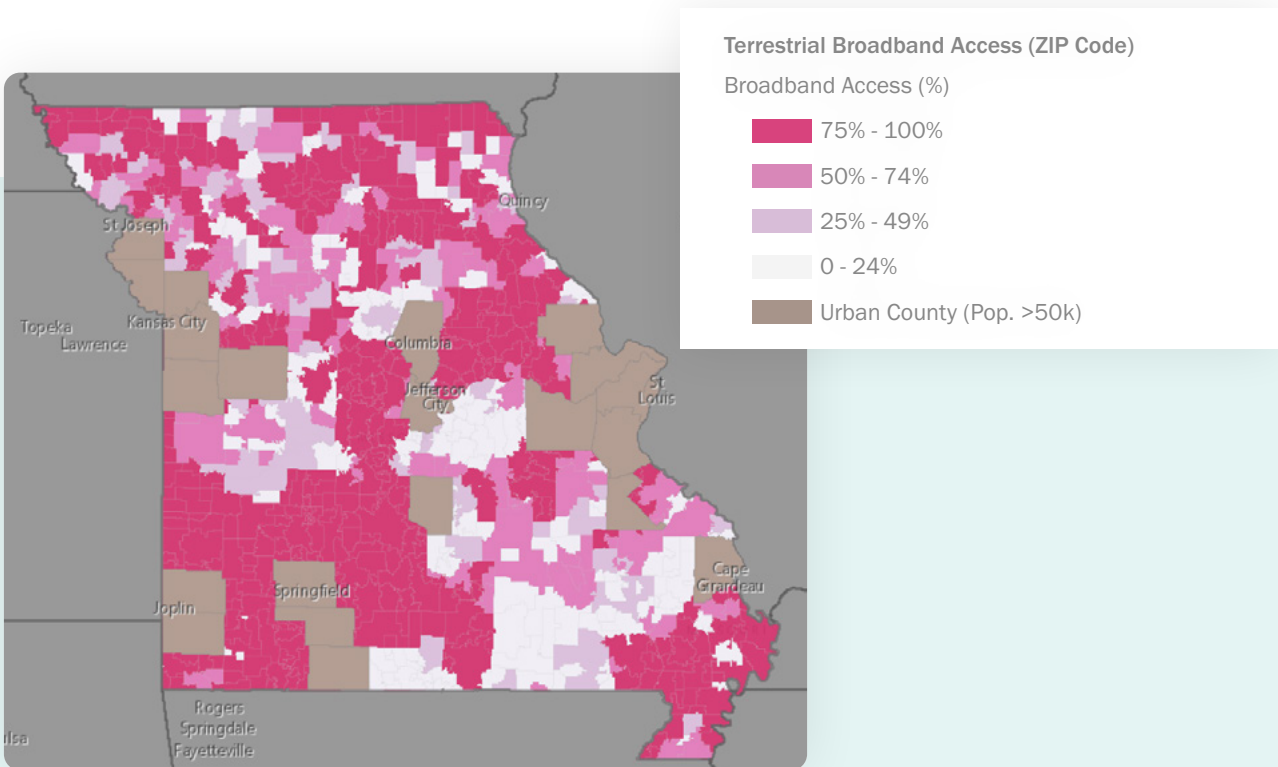 Terrestrial Broadband Access (ZIP Code)
Broadband Access (%)
75% - 100%
50% - 74%
25% - 49%
0 - 24%
Urban County (Pop. >50k)
Quincy
St Joseph
Kansas City
Topeka
Lawrence
Columbia
Jefferson
City
St
Louis
Cape
Girardeau
Springfield
Joplin
Rogers
Springdale
Fayetteville